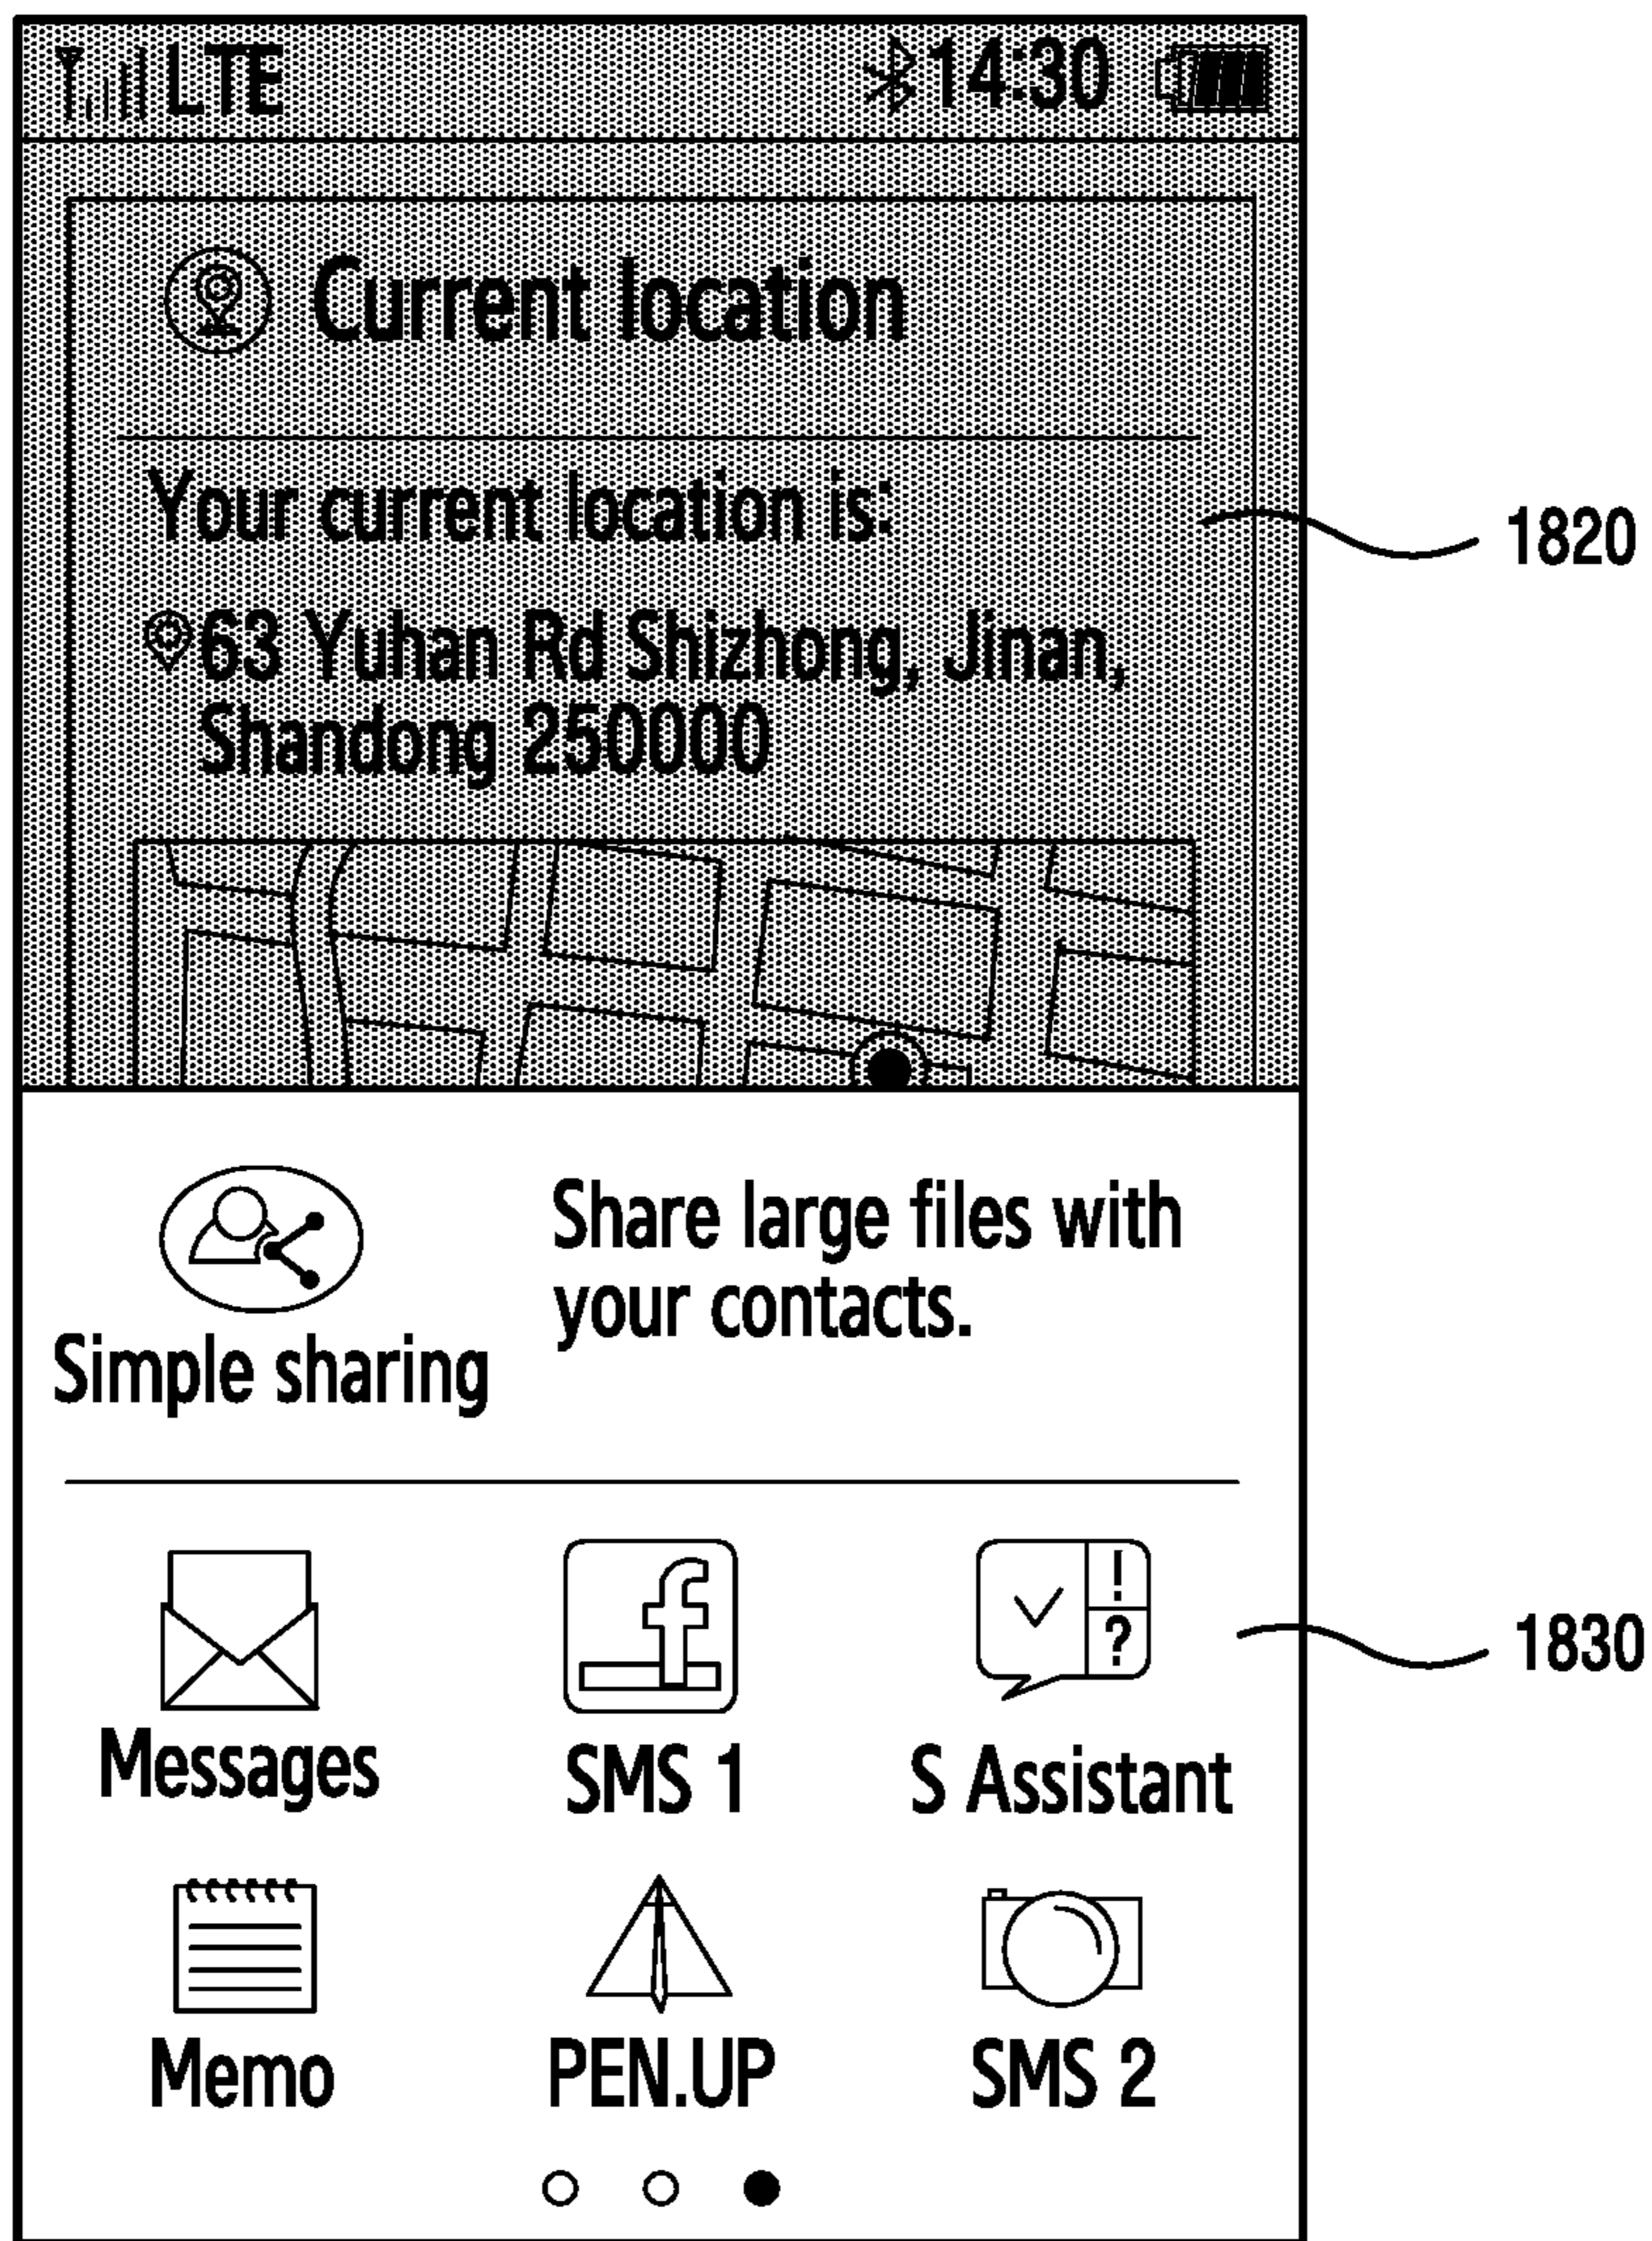 LTE 14:30
Current location
Your current location is:
1820
63 Yuhan Rd Shizhong, Jinan,
Shandong 250000
Share large files with
your contacts.
Simple sharing
f ! ?
1830
Messages SMS 1 S Assistant
Memo PEN.UP SMS 2